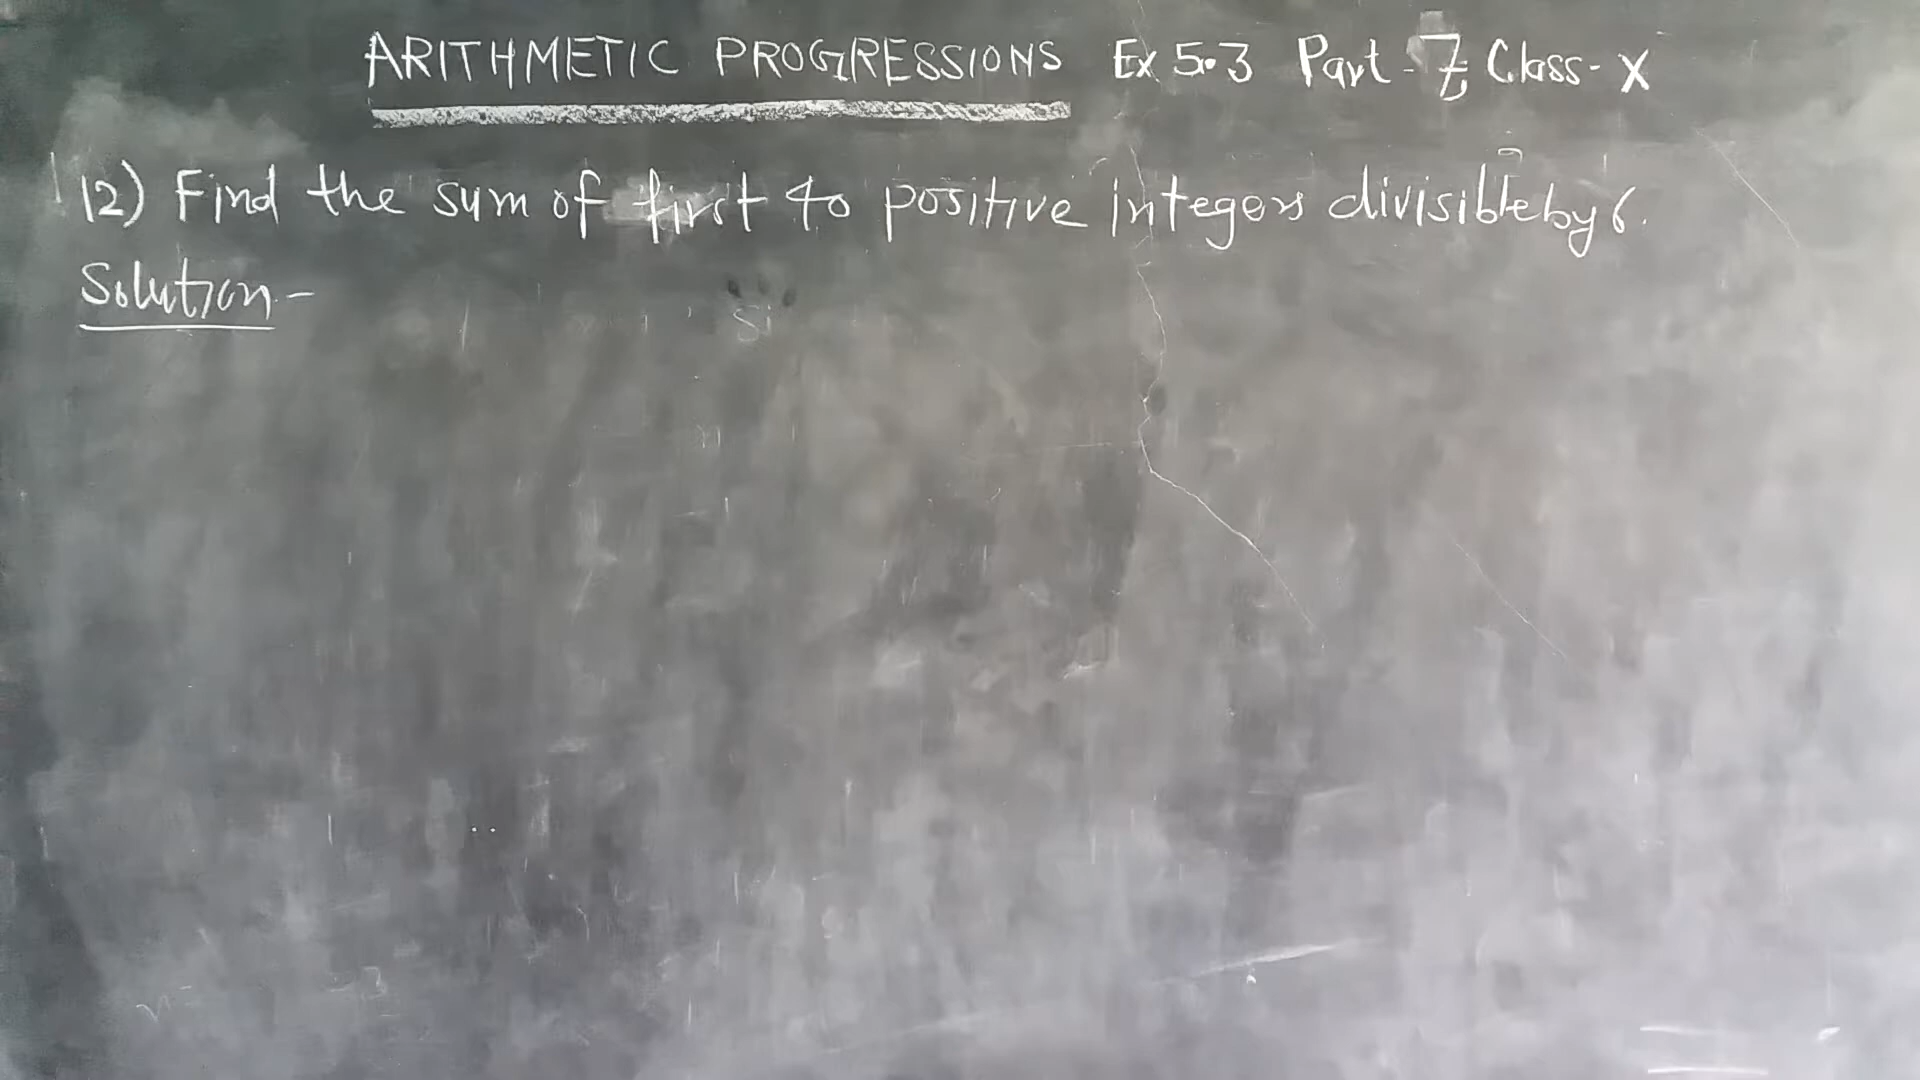 ARITHMETIC PROGRESSIONS Ex 5.3 Part-7, Class-X
12) Find the sum of first 40 positive integers divisible by 6.
Solution-
Si